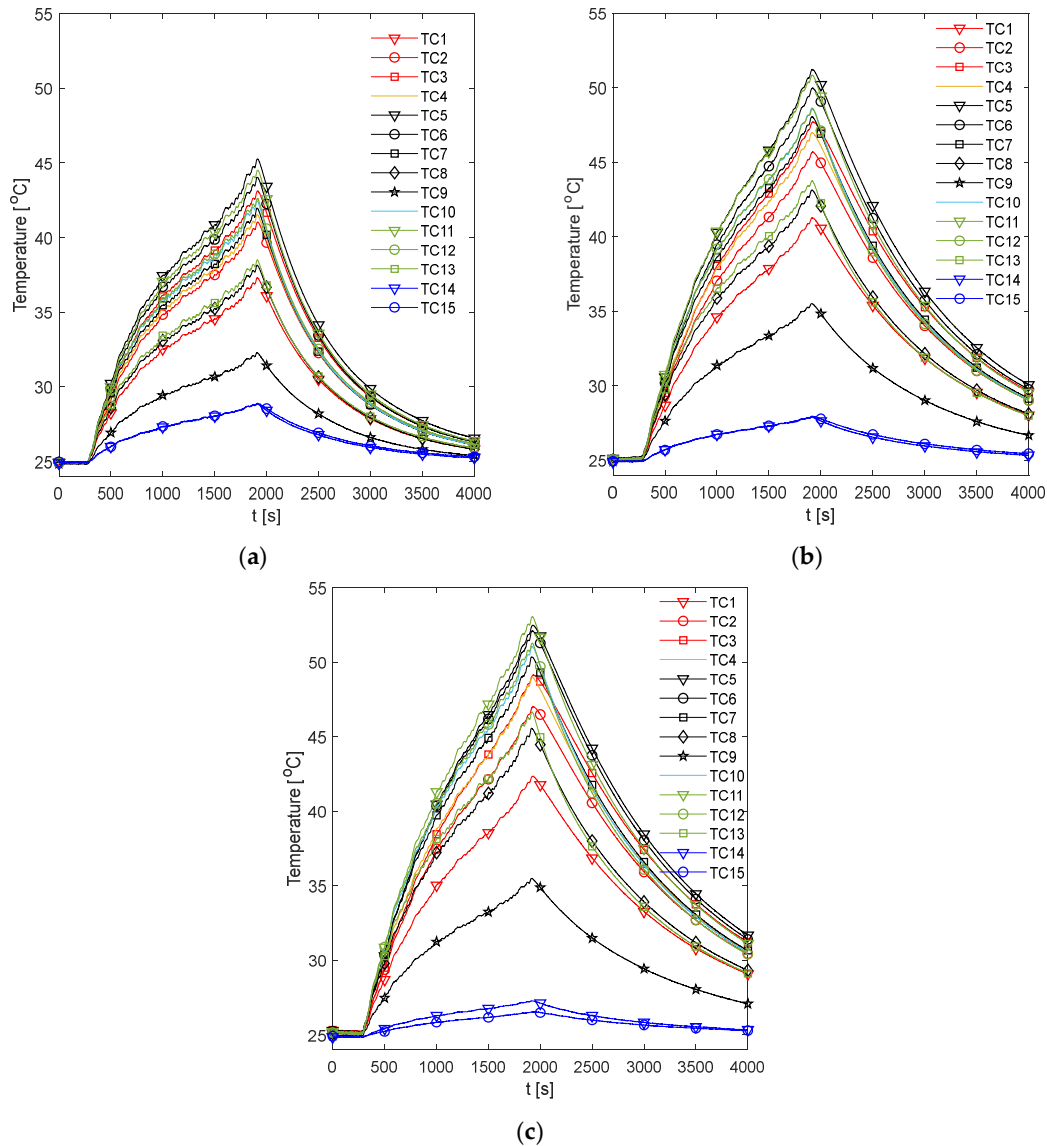 55
50
45
40
35
30
25
Temperature [°C]
0 500 1000 1500 2000 2500 3000 3500 4000
t [s]
TC1
TC2
TC3
TC4
TC5
TC6
TC7
TC8
TC9
TC10
TC11
TC12
TC13
TC14
TC15
(a)
55
50
45
40
35
30
25
Temperature [°C]
0 500 1000 1500 2000 2500 3000 3500 4000
t [s]
TC1
TC2
TC3
TC4
TC5
TC6
TC7
TC8
TC9
TC10
TC11
TC12
TC13
TC14
TC15
(b)
55
50
45
40
35
30
25
Temperature [°C]
0 500 1000 1500 2000 2500 3000 3500 4000
t [s]
TC1
TC2
TC3
TC4
TC5
TC6
TC7
TC8
TC9
TC10
TC11
TC12
TC13
TC14
TC15
(c)